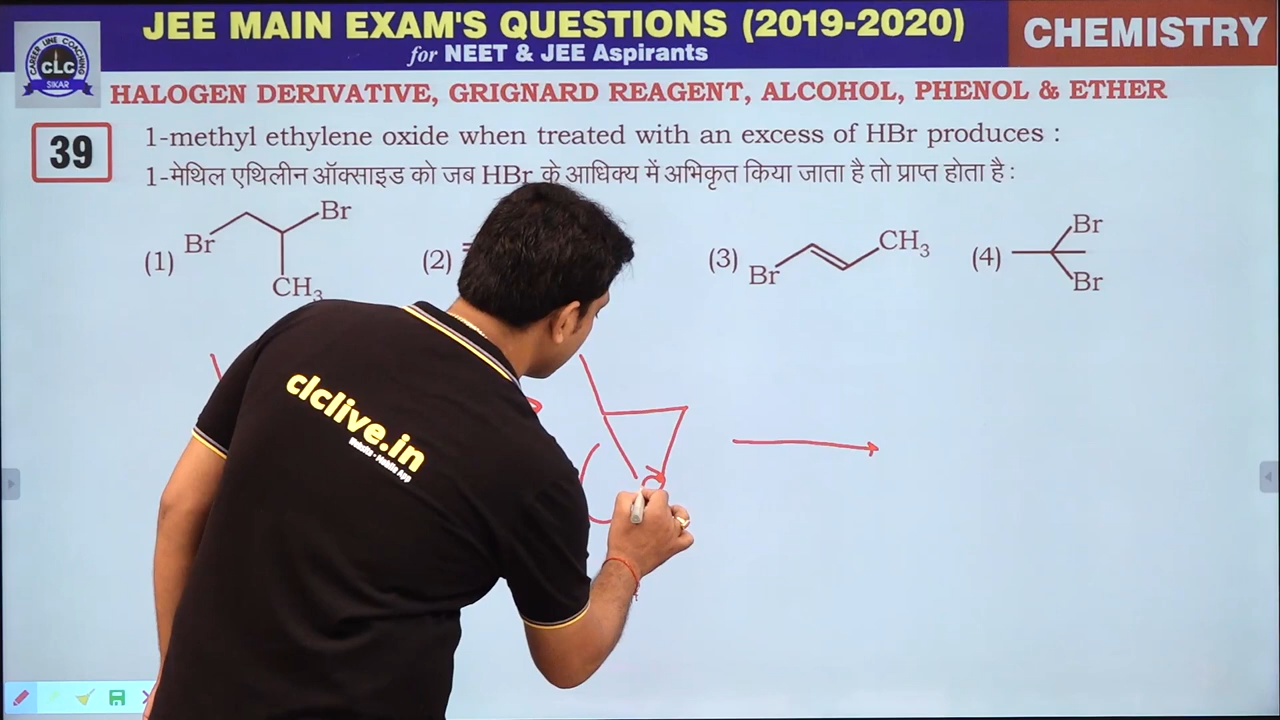 JEE MAIN EXAM'S QUESTIONS (2019-2020)
for NEET & JEE Aspirants
CHEMISTRY
CAREER LINE COACHING
CLC
SIKAR
HALOGEN DERIVATIVE, GRIGNARD REAGENT, ALCOHOL, PHENOL & ETHER
39
1-methyl ethylene oxide when treated with an excess of HBr produces :
1-मेथिल एथिलीन ऑक्साइड को जब HBr के आधिक्य में अभिकृत किया जाता है तो प्राप्त होता है :
(1) Br Br CH3
(2)
(3) Br CH3
(4) Br Br
clclive.in
Website - Mobile App